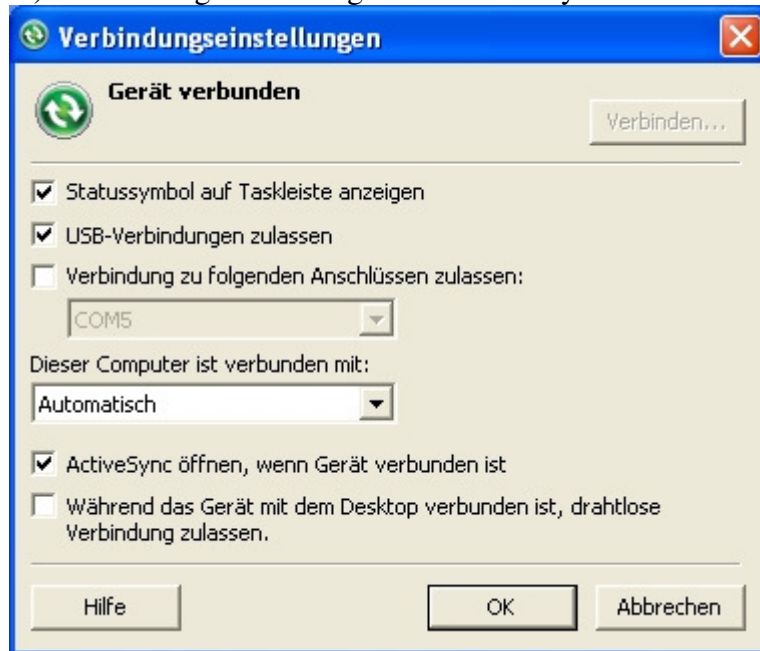 Verbindungseinstellungen
Gerät verbunden
Verbinden...
Statussymbol auf Taskleiste anzeigen
USB-Verbindungen zulassen
Verbindung zu folgenden Anschlüssen zulassen:
COM5
Dieser Computer ist verbunden mit:
Automatisch
ActiveSync öffnen, wenn Gerät verbunden ist
Während das Gerät mit dem Desktop verbunden ist, drahtlose
Verbindung zulassen.
Hilfe
OK
Abbrechen